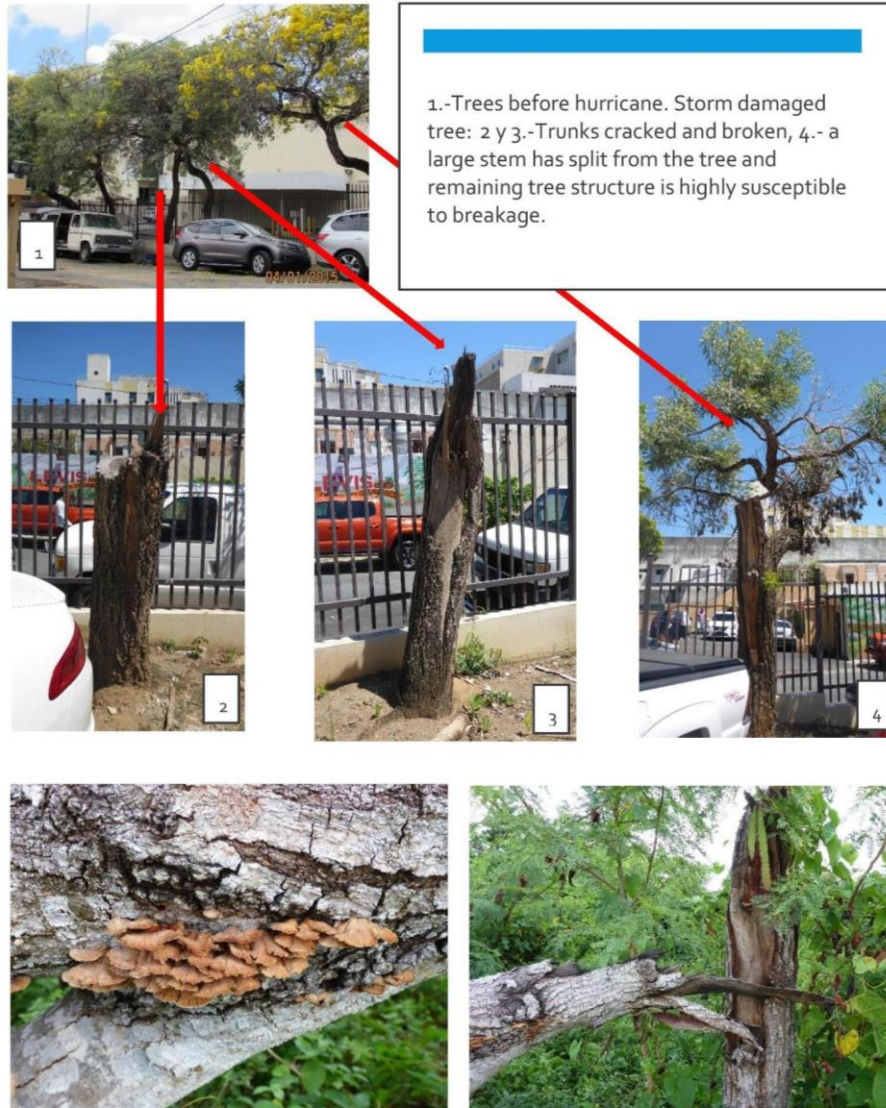 1.-Trees before hurricane. Storm damaged
tree: 2 y 3.-Trunks cracked and broken, 4.- a
large stem has split from the tree and
remaining tree structure is highly susceptible
to breakage.
1
04/01/2015
2
3
4